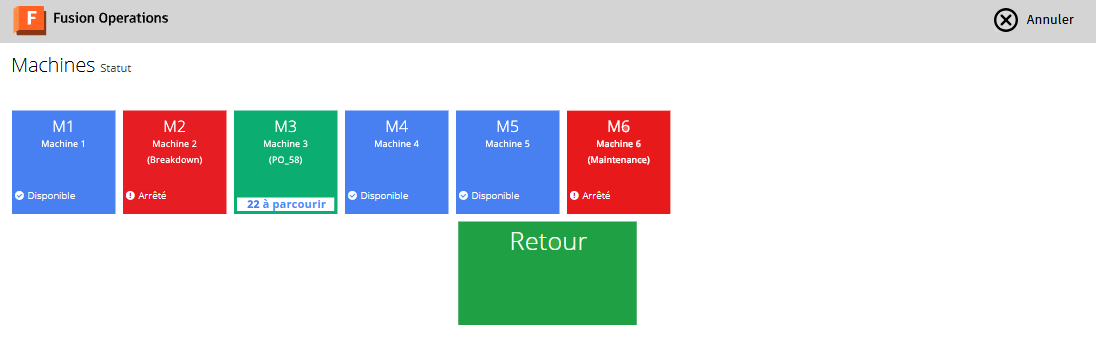 F Fusion Operations
Annuler
Machines Statut
M1
Machine 1
Disponible
M2
Machine 2
(Breakdown)
Arrêté
M3
Machine 3
(PO_58)
22 à parcourir
M4
Machine 4
Disponible
M5
Machine 5
Disponible
M6
Machine 6
(Maintenance)
Arrêté
Retour